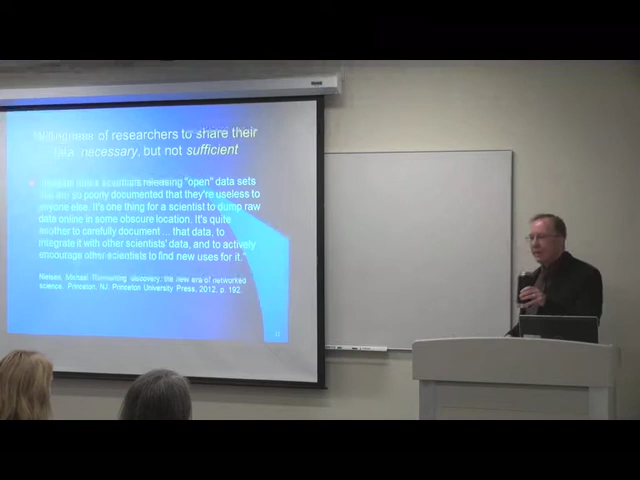 Willingness of researchers to share their
data necessary, but not sufficient
scientists releasing "open" data sets
that are so poorly documented that they're useless to
anyone else. It's one thing for a scientist to dump raw
data online in some obscure location. It's quite
another to carefully document ... that data, to
integrate it with other scientists' data, and to actively
encourage other scientists to find new uses for it."
Nielsen, Michael. Reinventing discovery: the new era of networked
science. Princeton, NJ: Princeton University Press, 2012, p. 192.